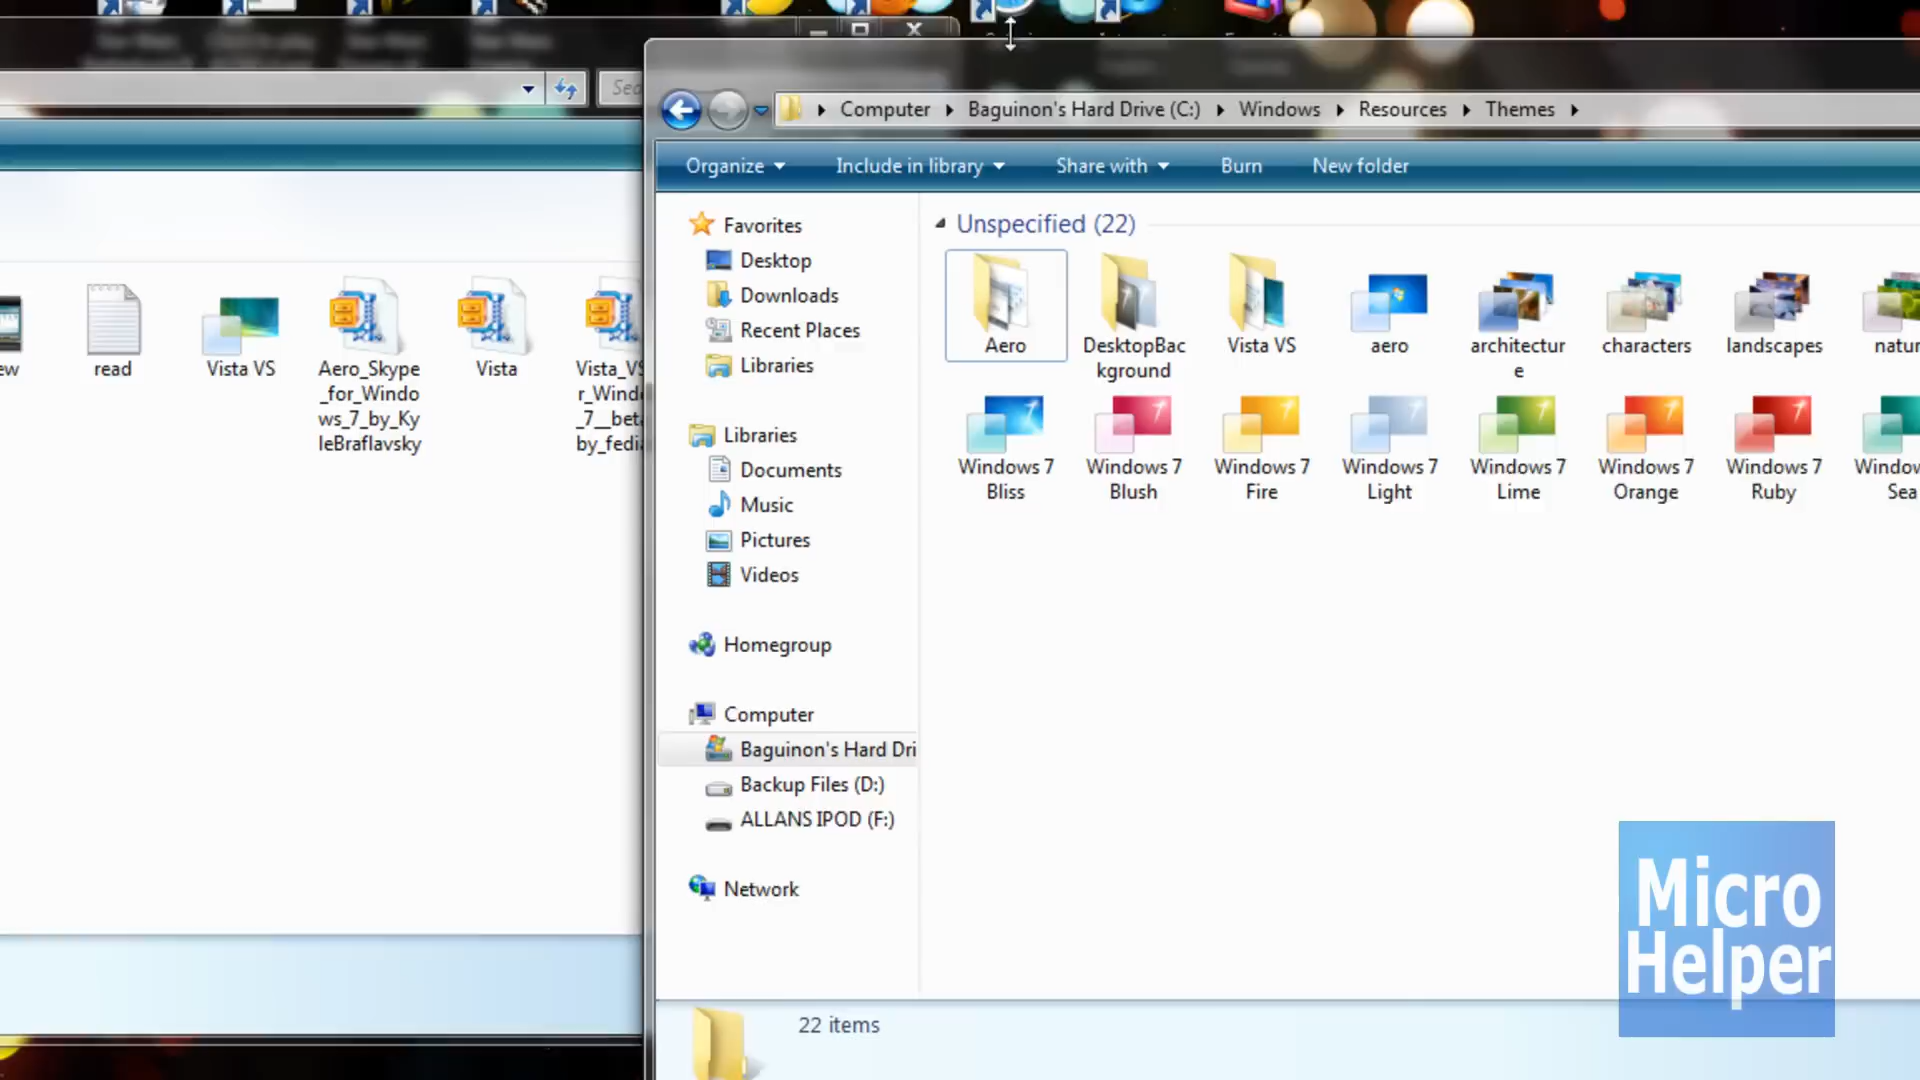 Sea
Computer
Baguinon's Hard Drive (C:)
Windows
Resources
Themes
Organize
Include in library
Share with
Burn
New folder
ew
read
Vista VS
Aero_Skype
_for_Windo
ws_7_by_Ky
leBraflavsky
Vista
Vista_VS
r_Wind
_7__beta
by_fedi
Favorites
Desktop
Downloads
Recent Places
Libraries
Libraries
Documents
Music
Pictures
Videos
Homegroup
Computer
Baguinon's Hard Dri
Backup Files (D:)
ALLANS IPOD (F:)
Network
Unspecified (22)
Aero
DesktopBac
kground
Vista VS
aero
architectur
e
characters
landscapes
natur
Windows 7
Bliss
Windows 7
Blush
Windows 7
Fire
Windows 7
Light
Windows 7
Lime
Windows 7
Orange
Windows 7
Ruby
Window
Sea
22 items
Micro
Helper